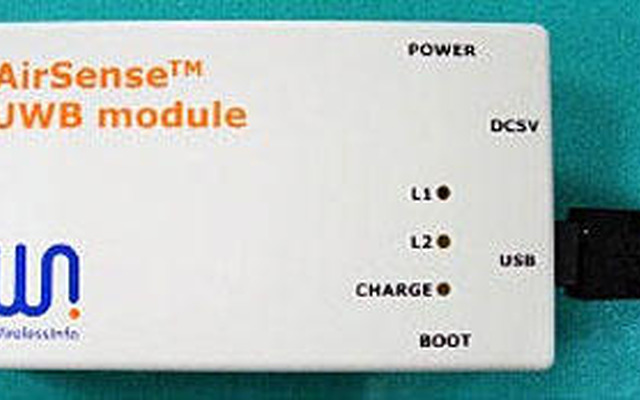 AirSense™
UWB module
POWER
DC5V
L1
L2
USB
CHARGE
BOOT
WirelessInfo